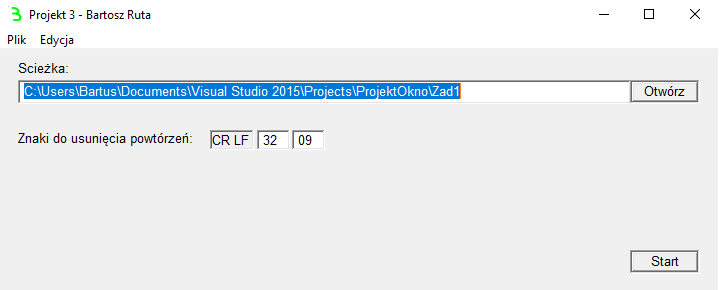 Projekt 3 - Bartosz Ruta
Plik Edycja
Scieżka:
C:\Users\Bartus\Documents\Visual Studio 2015\Projects\ProjektOkno\Zad1 Otwórz
Znaki do usunięcia powtórzeń: CR LF 32 09
Start